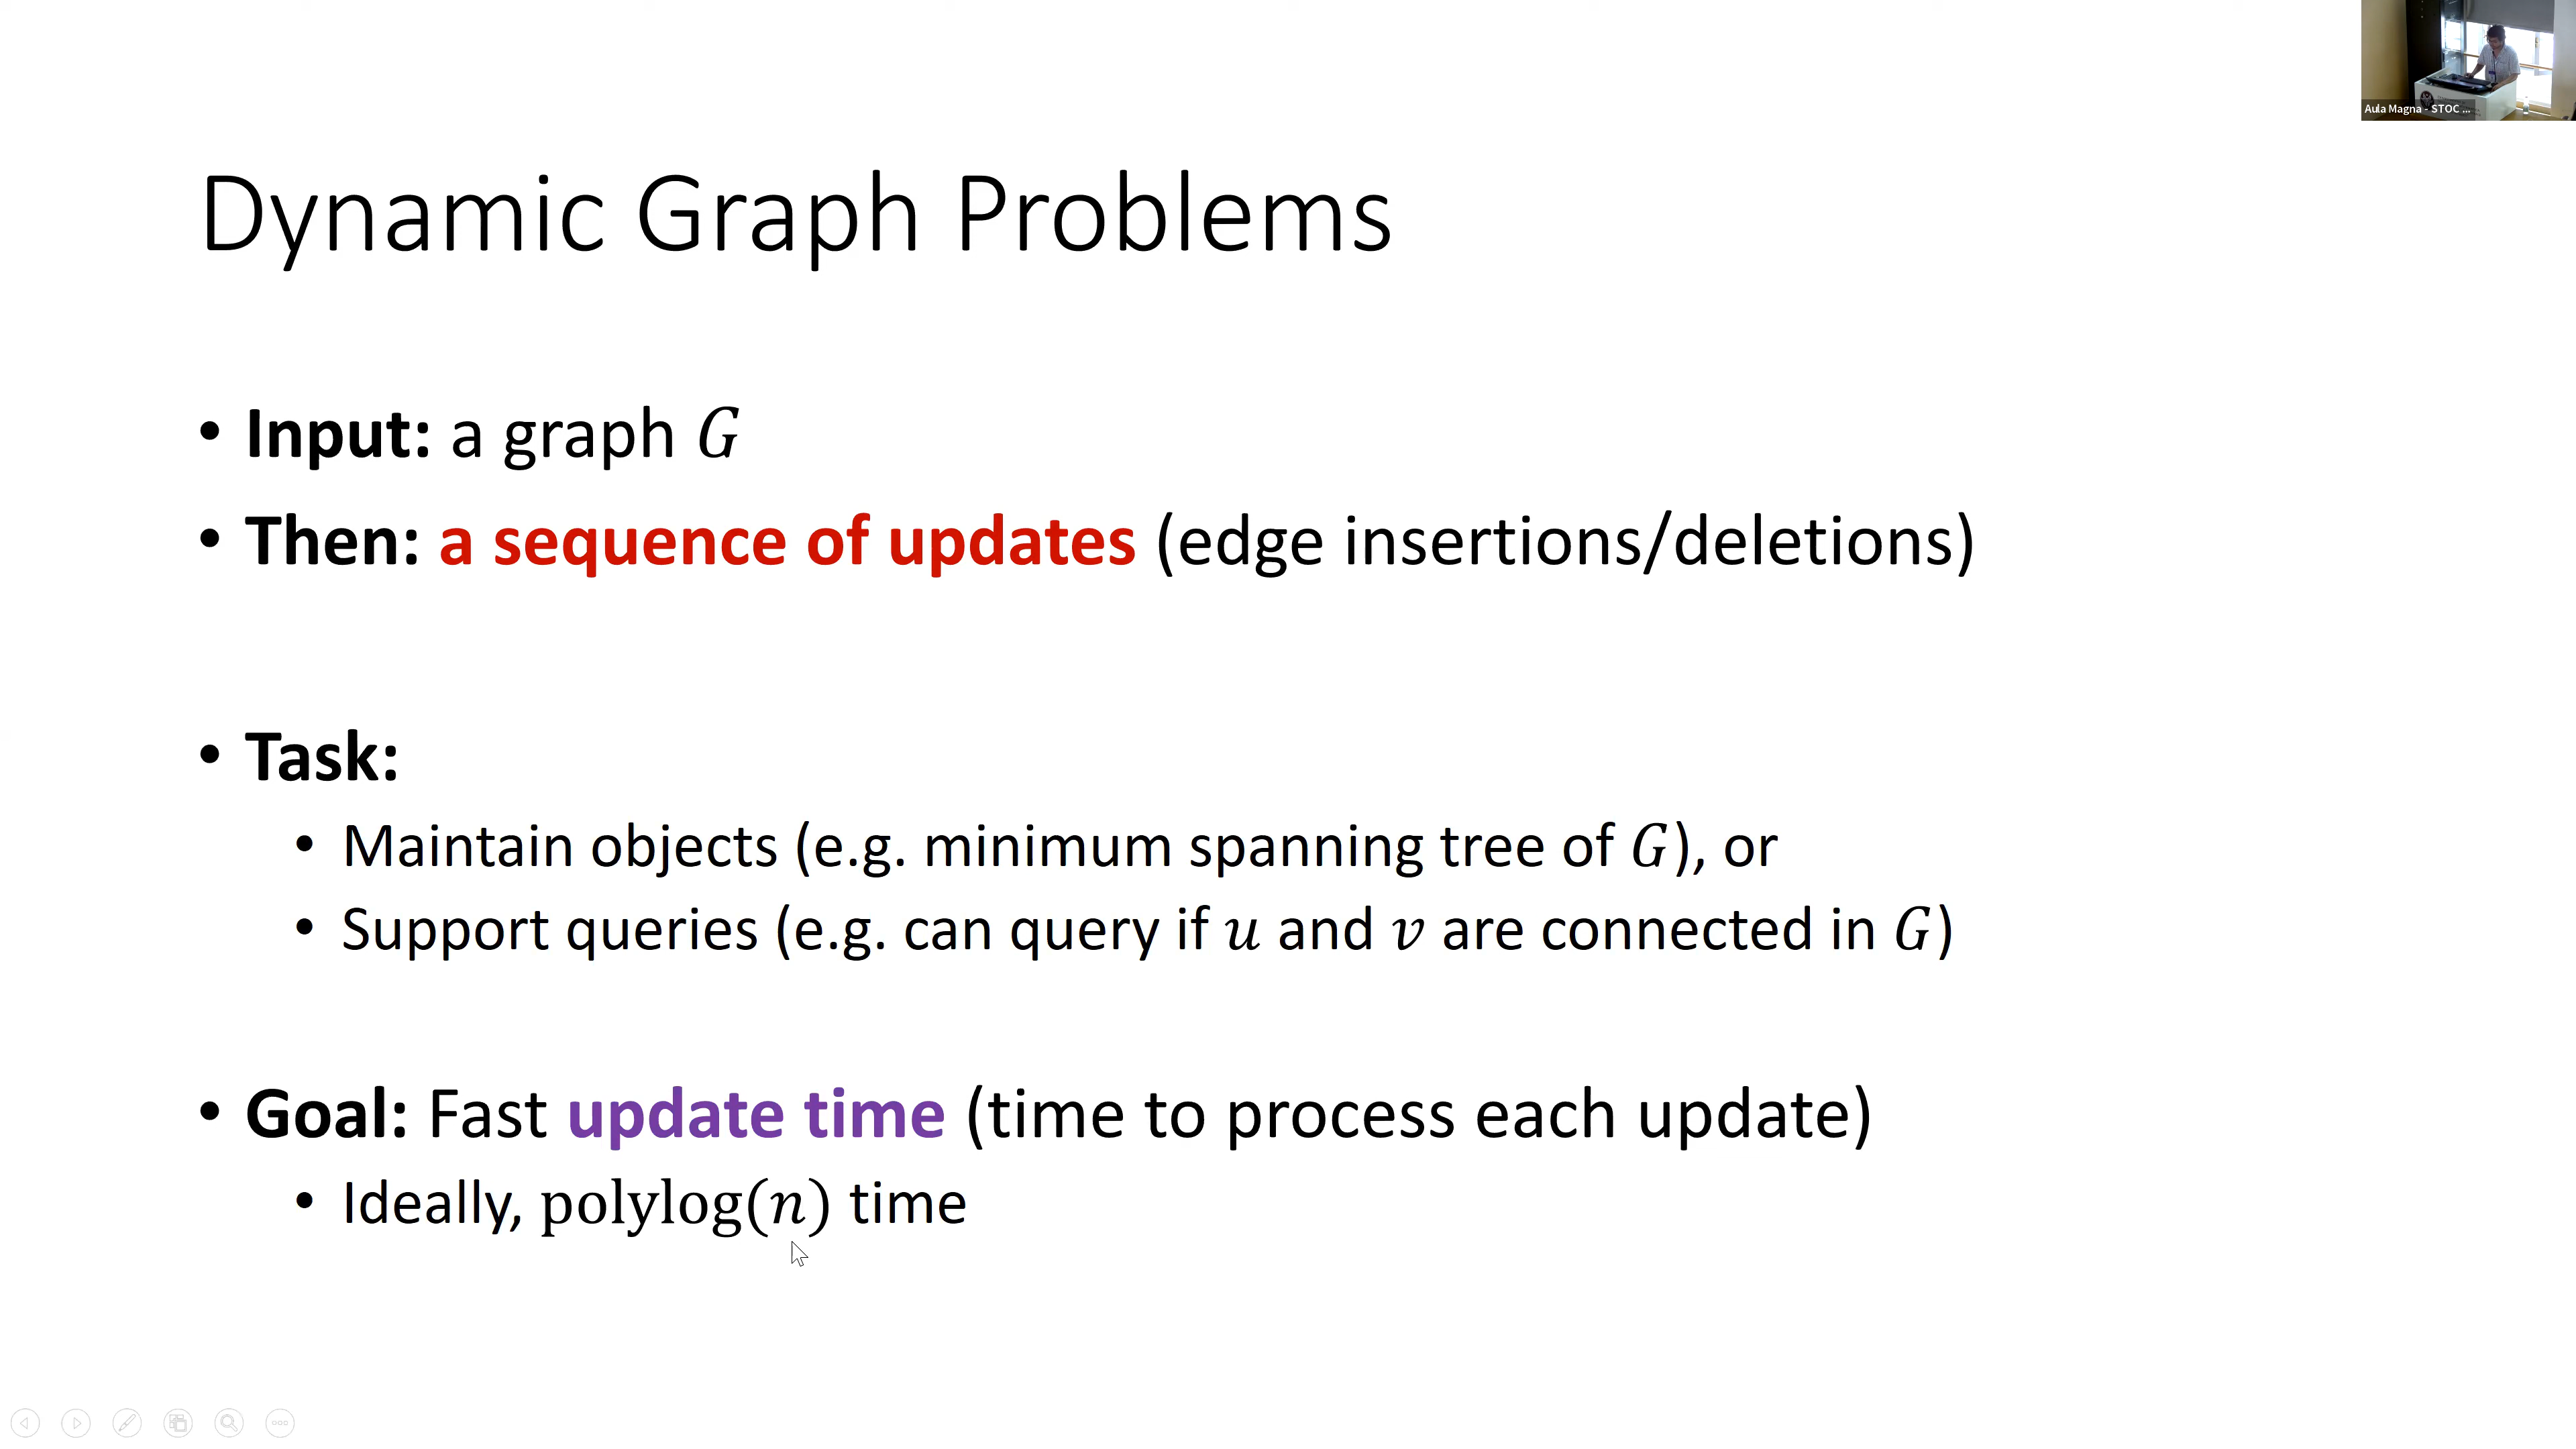 Aula Magna - STOC ...
Dynamic Graph Problems
• Input: a graph G
• Then: a sequence of updates (edge insertions/deletions)
• Task:
• Maintain objects (e.g. minimum spanning tree of G), or
• Support queries (e.g. can query if u and v are connected in G)
• Goal: Fast update time (time to process each update)
• Ideally, polylog(n) time